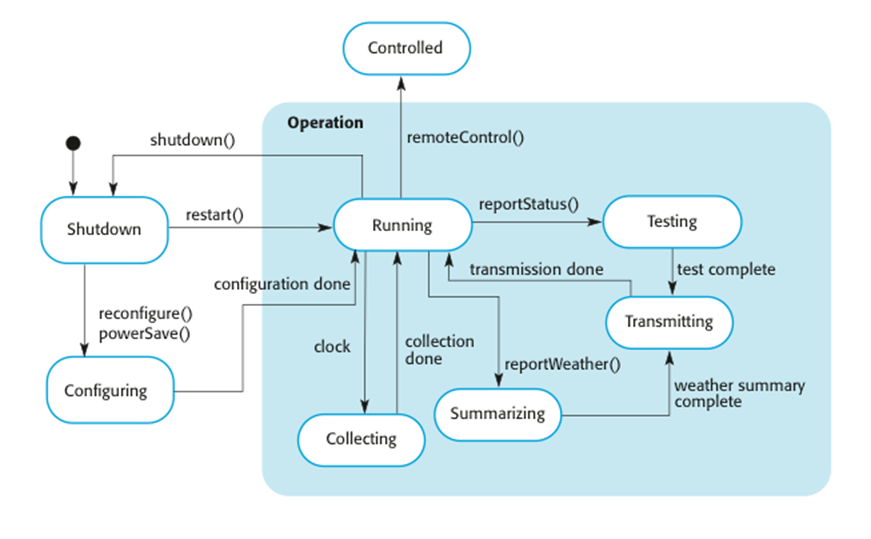 Controlled
Operation
shutdown()
remoteControl()
Shutdown
restart()
Running
reportStatus()
Testing
configuration done
transmission done
test complete
reconfigure()
powerSave()
clock
collection
done
Transmitting
reportWeather()
Configuring
Collecting
Summarizing
weather summary
complete